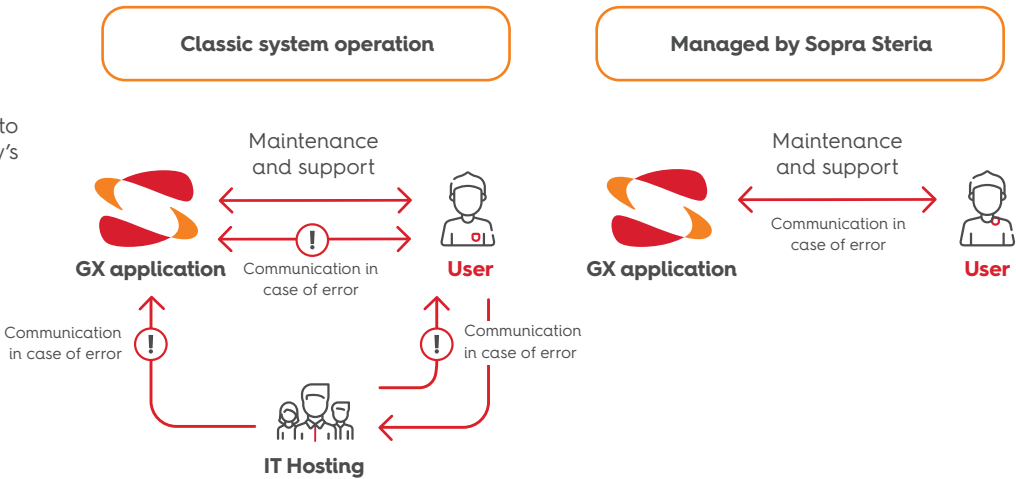 Classic system operation
Managed by Sopra Steria
to
y's
Maintenance
and support
!
Communication in
case of error
GX application
User
Communication
in case of error
!
!
Communication
in case of error
IT Hosting
Maintenance
and support
Communication in
case of error
GX application
User